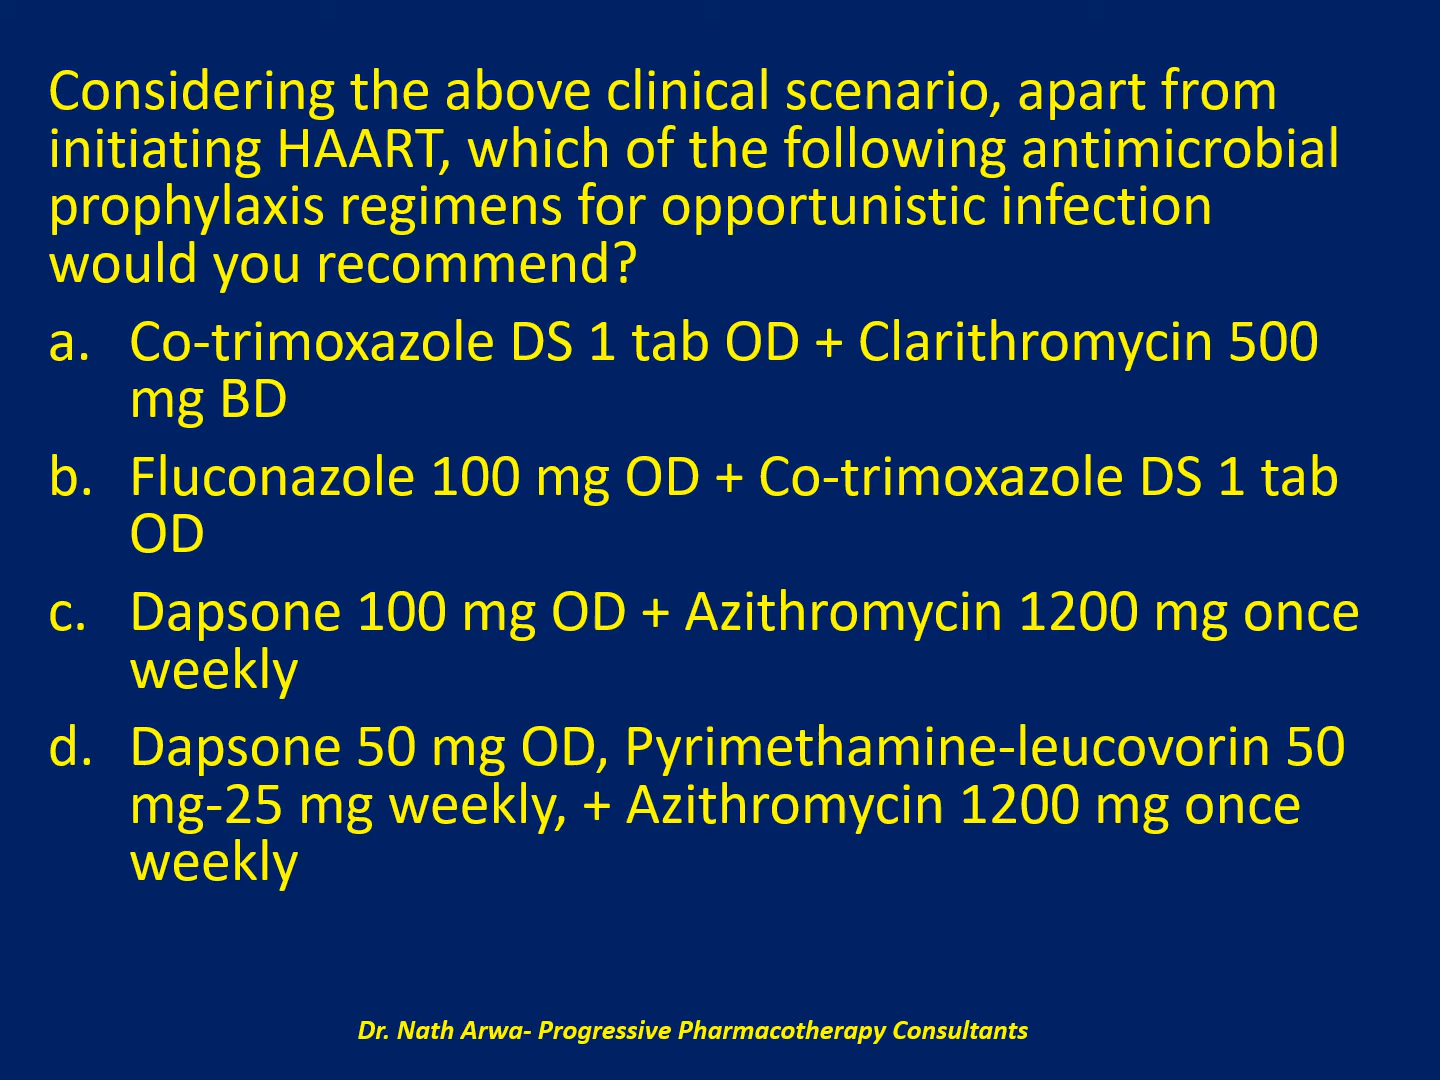 Considering the above clinical scenario, apart from
initiating HAART, which of the following antimicrobial
prophylaxis regimens for opportunistic infection
would you recommend?
a. Co-trimoxazole DS 1 tab OD + Clarithromycin 500
mg BD
b. Fluconazole 100 mg OD + Co-trimoxazole DS 1 tab
OD
c. Dapsone 100 mg OD + Azithromycin 1200 mg once
weekly
d. Dapsone 50 mg OD, Pyrimethamine-leucovorin 50
mg-25 mg weekly, + Azithromycin 1200 mg once
weekly
Dr. Nath Arwa- Progressive Pharmacotherapy Consultants